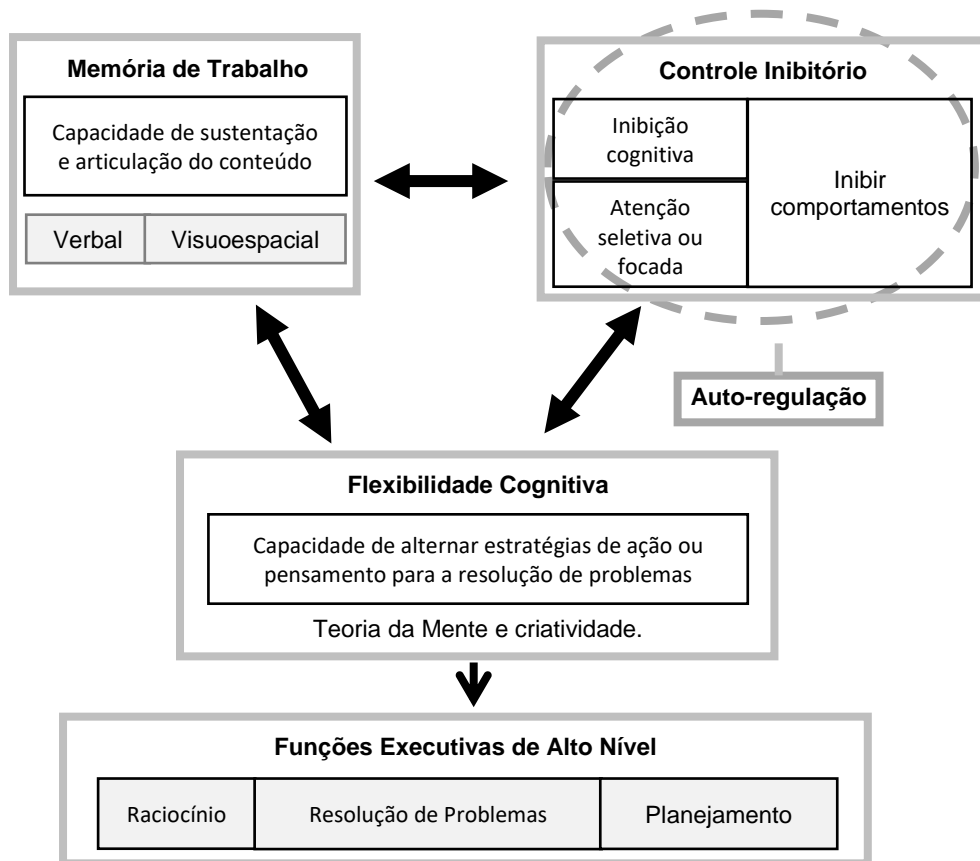 Memória de Trabalho
Capacidade de sustentação
e articulação do conteúdo
Verbal
Visuoespacial
Controle Inibitório
Inibição
cognitiva
Atenção
seletiva ou
focada
Inibir
comportamentos
Auto-regulação
Flexibilidade Cognitiva
Capacidade de alternar estratégias de ação ou
pensamento para a resolução de problemas
Teoria da Mente e criatividade.
Funções Executivas de Alto Nível
Raciocínio
Resolução de Problemas
Planejamento